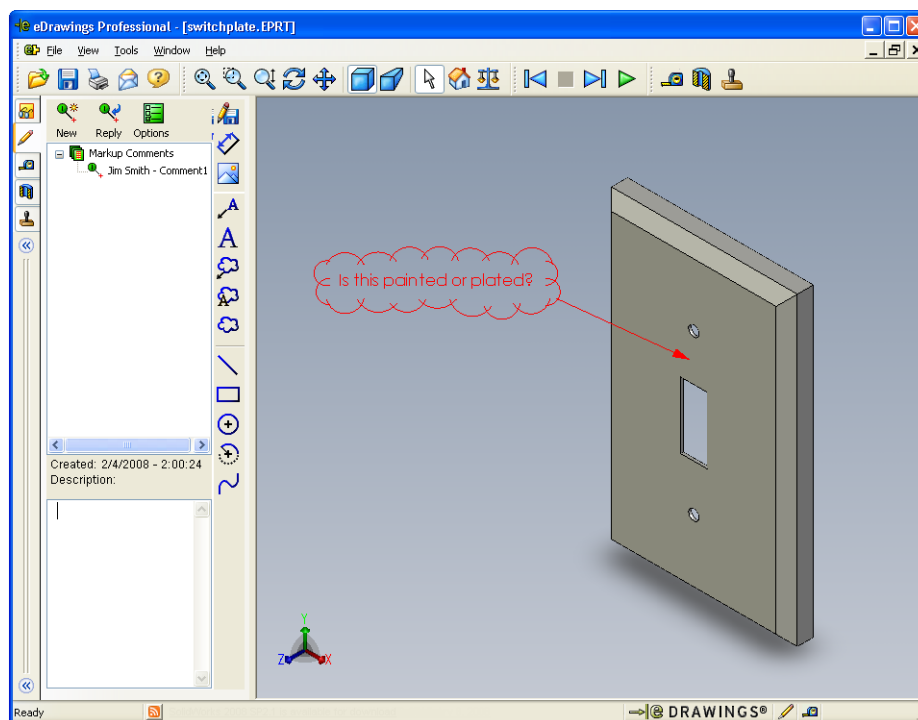 eDrawings Professional - [switchplate.EPRT]
File View Tools Window Help
New Reply Options
Markup Comments
Jim Smith - Comment1
Is this painted or plated?
Created: 2/4/2008 - 2:00:24
Description:
Y
Z X
Ready
e DRAWINGS®